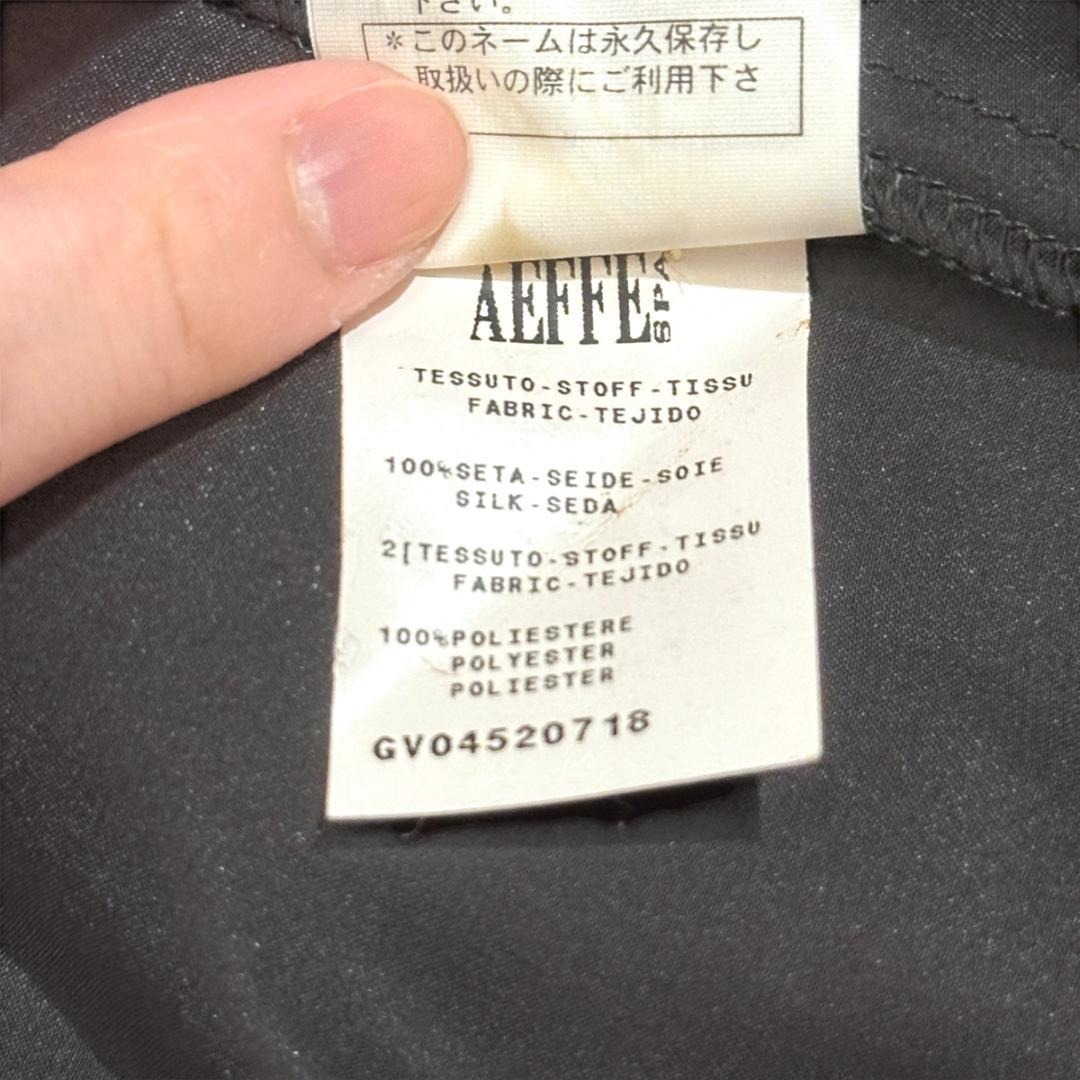 下さい。
*このネームは永久保存し
取扱いの際にご利用下さ
AEFFE SPA
TESSUTO-STOFF-TISSU
FABRIC-TEJIDO
100%SETA-SEIDE-SOIE
SILK-SEDA
2[TESSUTO-STOFF-TISSU
FABRIC-TEJIDO
100%POLIESTERE
POLYESTER
POLIESTER
GV04520718